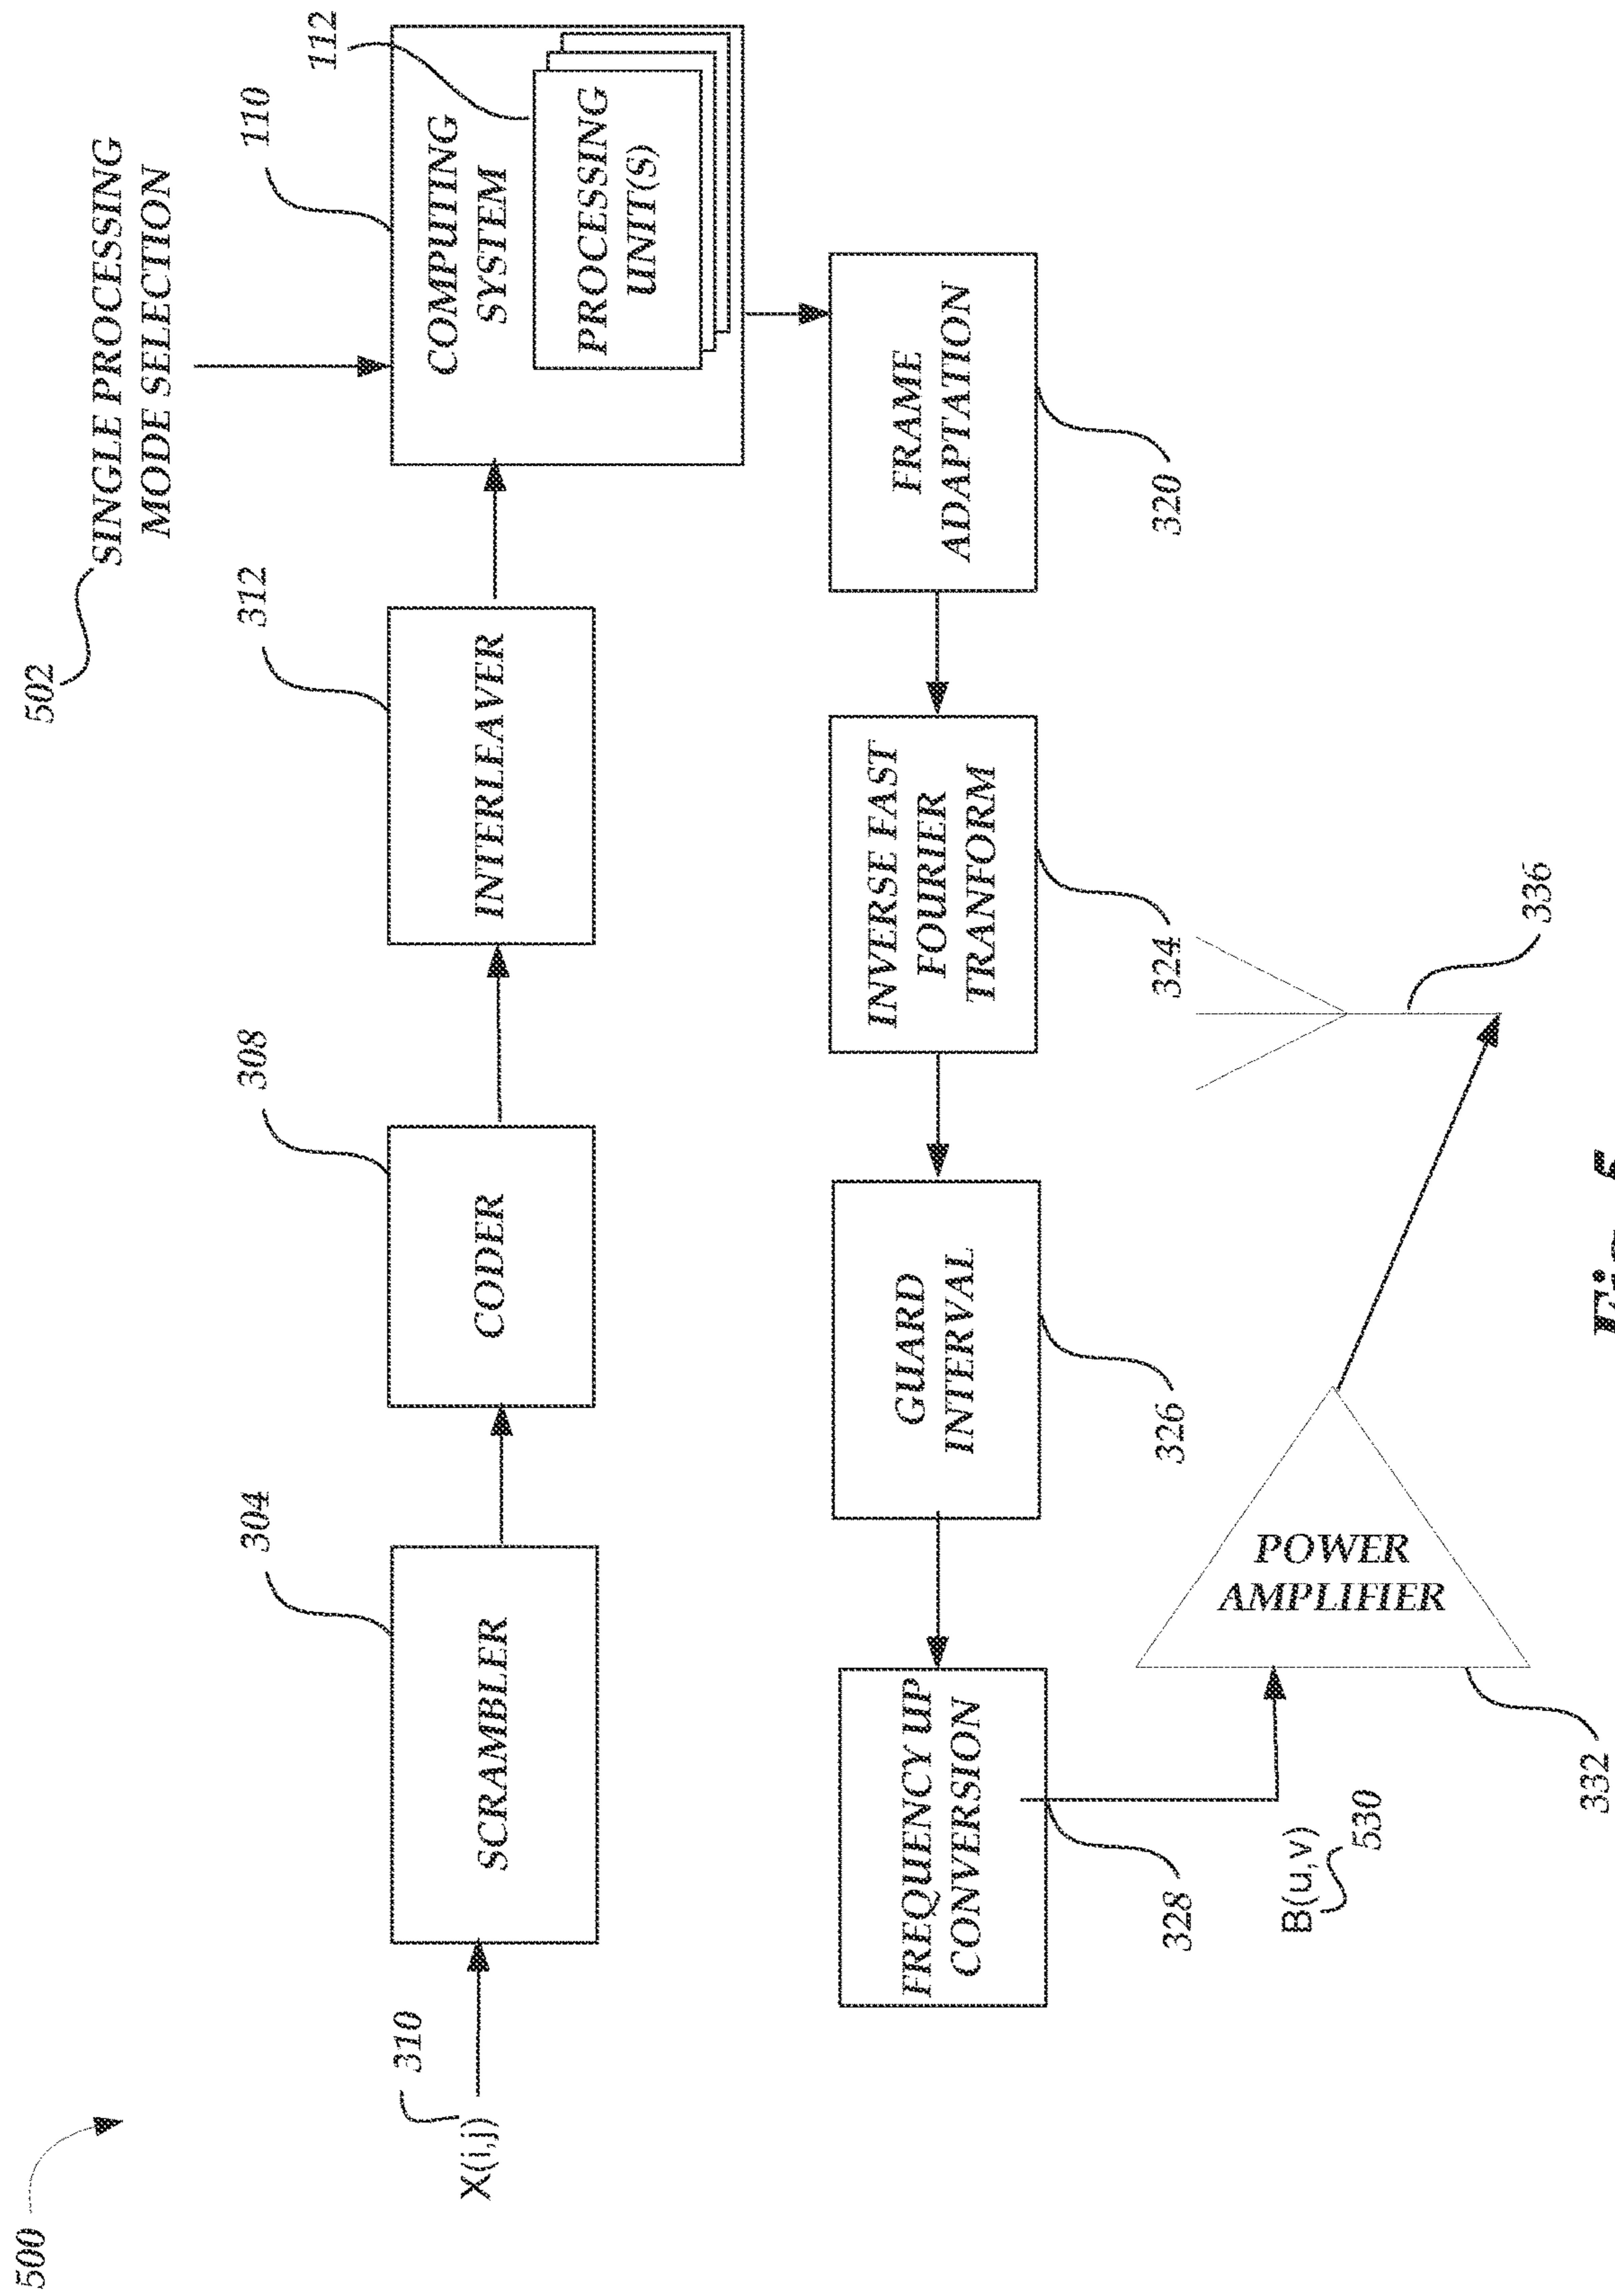 500
502
SINGLE PROCESSING
MODE SELECTION
X(i,j)
310
304
SCRAMBLER
308
CODER
312
INTERLEAVER
110
112
COMPUTING
SYSTEM
PROCESSING
UNIT(S)
FREQUENCY UP
CONVERSION
328
GUARD
INTERVAL
326
INVERSE FAST
FOURIER
TRANFORM
324
FRAME
ADAPTATION
320
B(u,v)
530
POWER
AMPLIFIER
332
336